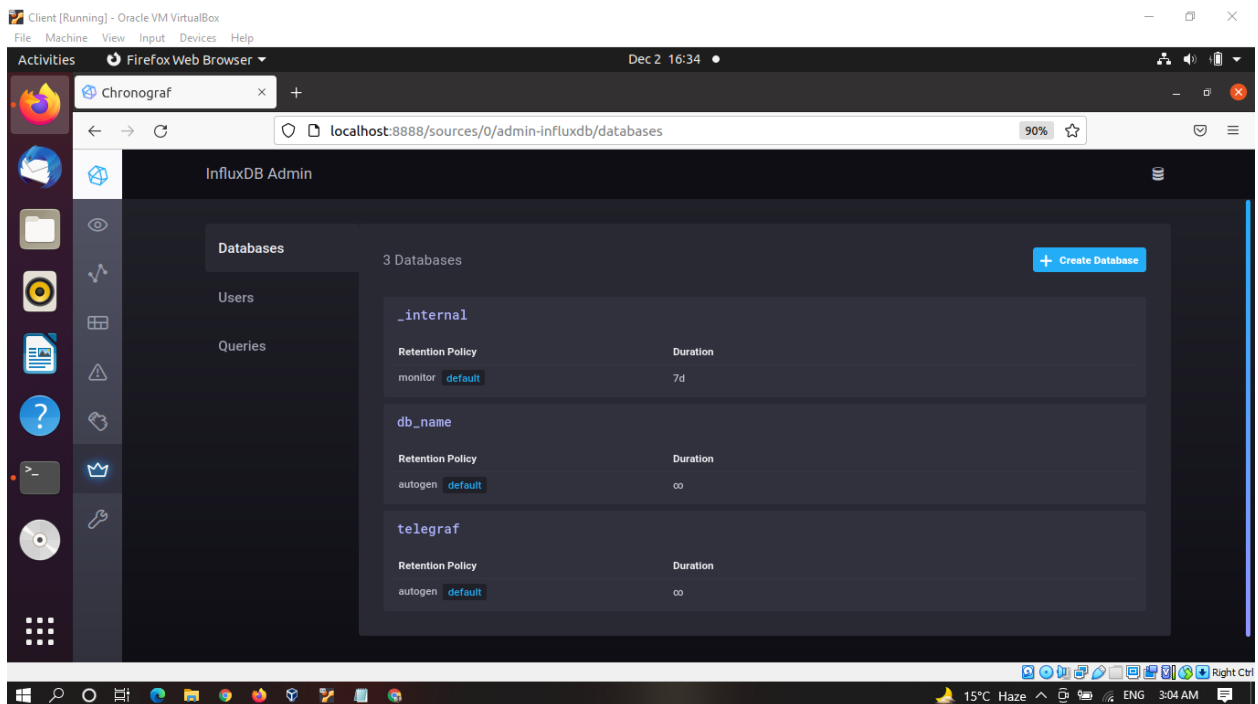 Client [Running] - Oracle VM VirtualBox
File Machine View Input Devices Help
Activities Firefox Web Browser Dec 2 16:34
Chronograf
localhost:8888/sources/0/admin-influxdb/databases 90%
InfluxDB Admin
Databases
Users
Queries
3 Databases
+ Create Database
_internal
Retention Policy Duration
monitor default 7d
db_name
Retention Policy Duration
autogen default ∞
telegraf
Retention Policy Duration
autogen default ∞
Right Ctrl
15°C Haze ENG 3:04 AM